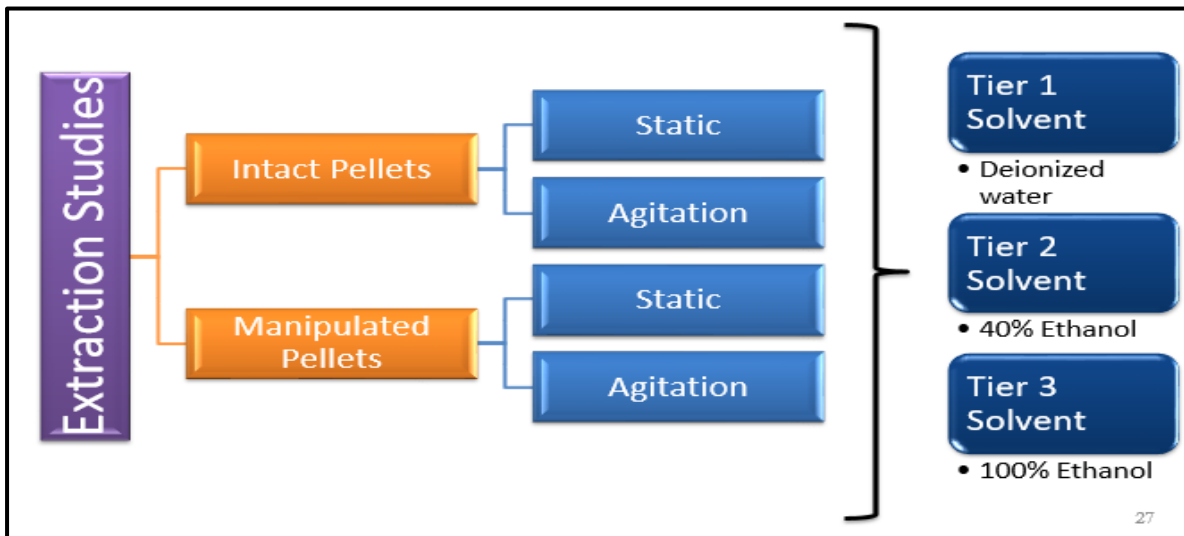 Extraction Studies
Intact Pellets
Static
Agitation
Manipulated
Pellets
Static
Agitation
Tier 1
Solvent
• Deionized
water
Tier 2
Solvent
• 40% Ethanol
Tier 3
Solvent
• 100% Ethanol
27